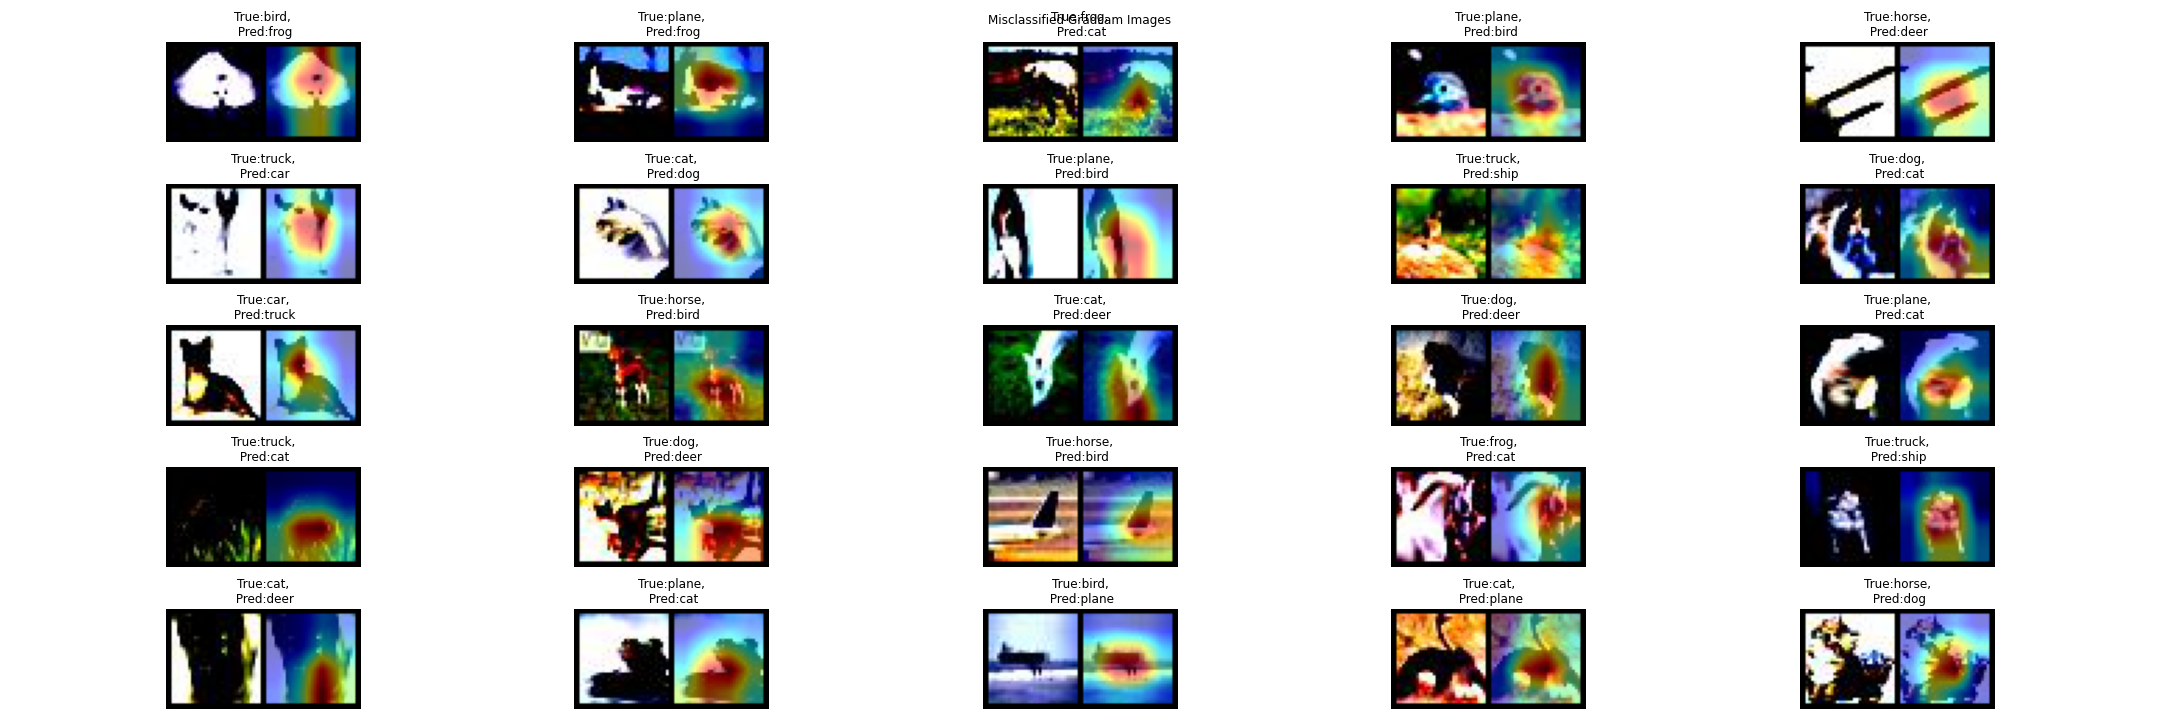 True:bird,
Pred:frog
True:plane,
Pred:frog
Misclassified Gradcam Images
True:frog,
Pred:cat
True:plane,
Pred:bird
True:horse,
Pred:deer
True:truck,
Pred:car
True:cat,
Pred:dog
True:plane,
Pred:bird
True:truck,
Pred:ship
True:dog,
Pred:cat
True:car,
Pred:truck
True:horse,
Pred:bird
True:cat,
Pred:deer
True:dog,
Pred:deer
True:plane,
Pred:cat
True:truck,
Pred:cat
True:dog,
Pred:deer
True:horse,
Pred:bird
True:frog,
Pred:cat
True:truck,
Pred:ship
True:cat,
Pred:deer
True:plane,
Pred:cat
True:bird,
Pred:plane
True:cat,
Pred:plane
True:horse,
Pred:dog